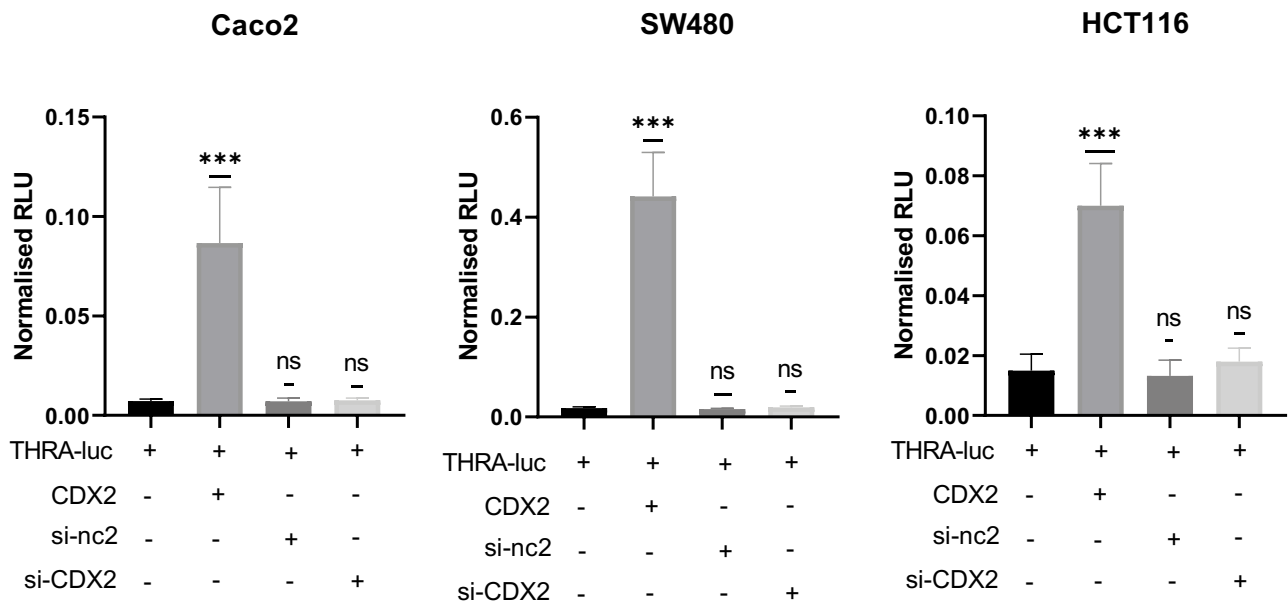 Caco2
Normalised RLU
0.15
0.10
0.05
0.00
***
ns
ns
THRA-luc + + + +
CDX2 - + - -
si-nc2 - - + -
si-CDX2 - - - +
SW480
Normalised RLU
0.6
0.4
0.2
0.0
***
ns
ns
THRA-luc + + + +
CDX2 - + - -
si-nc2 - - + -
si-CDX2 - - - +
HCT116
Normalised RLU
0.10
0.08
0.06
0.04
0.02
0.00
***
ns
ns
THRA-luc + + + +
CDX2 - + - -
si-nc2 - - + -
si-CDX2 - - - +